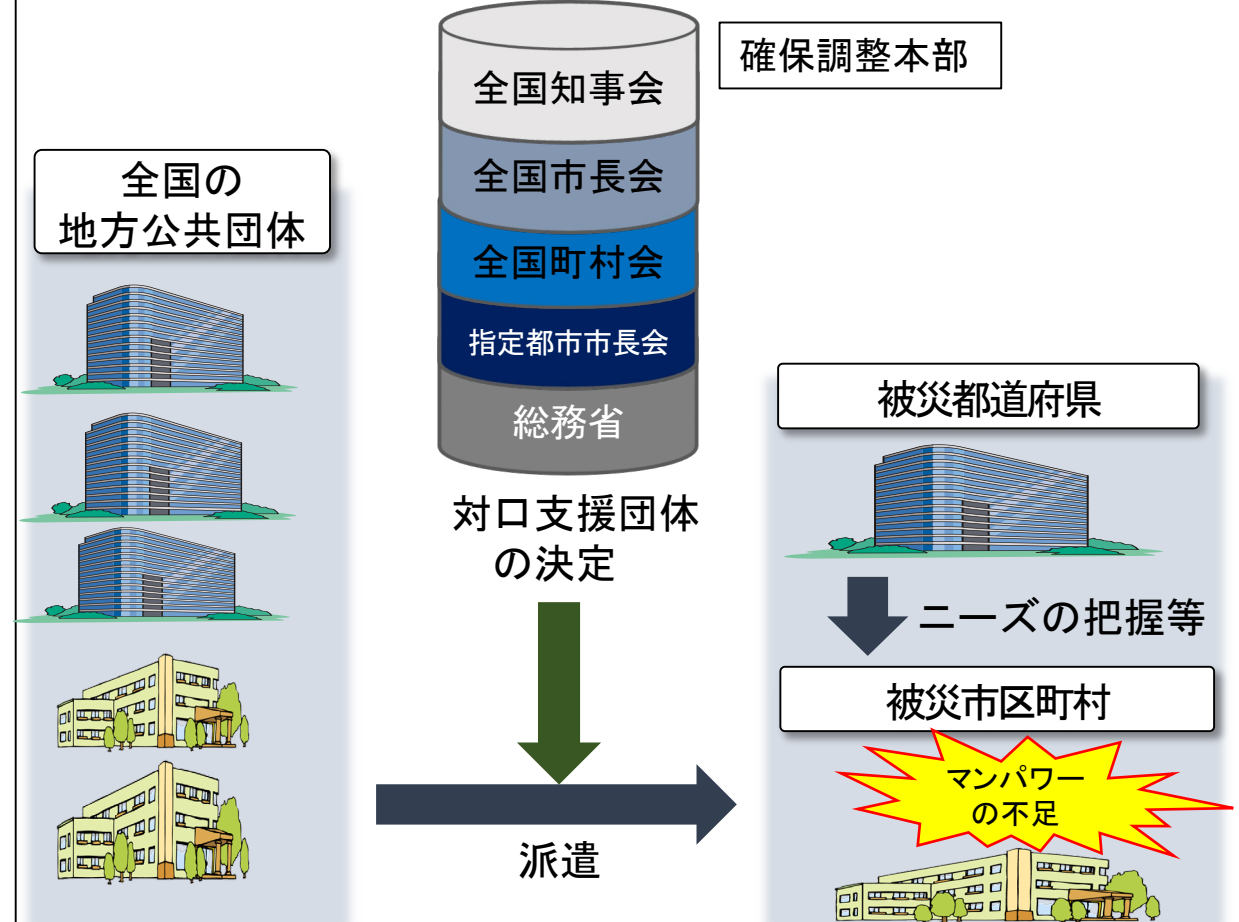 確保調整本部
全国知事会
全国市長会
全国町村会
指定都市市長会
総務省
対口支援団体
の決定
全国の
地方公共団体
派遣
被災都道府県
ニーズの把握等
被災市区町村
マンパワー
の不足